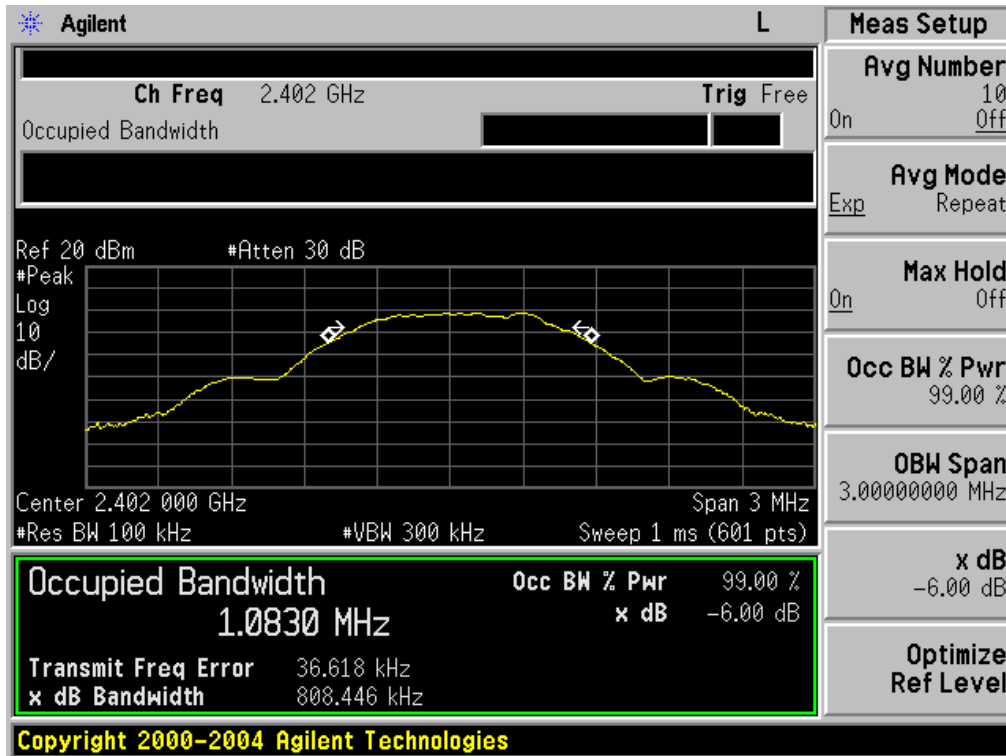 Agilent L
Ch Freq 2.402 GHz Trig Free
Occupied Bandwidth
Ref 20 dBm #Atten 30 dB
#Peak
Log
10
dB/
Center 2.402 000 GHz Span 3 MHz
#Res BW 100 kHz #VBW 300 kHz Sweep 1 ms (601 pts)
Occupied Bandwidth Occ BW % Pwr 99.00 %
1.0830 MHz x dB -6.00 dB
Transmit Freq Error 36.618 kHz
x dB Bandwidth 808.446 kHz
Copyright 2000-2004 Agilent Technologies
Meas Setup
Avg Number
10
On Off
Avg Mode
Exp Repeat
Max Hold
On Off
Occ BW % Pwr
99.00 %
OBW Span
3.00000000 MHz
x dB
-6.00 dB
Optimize
Ref Level